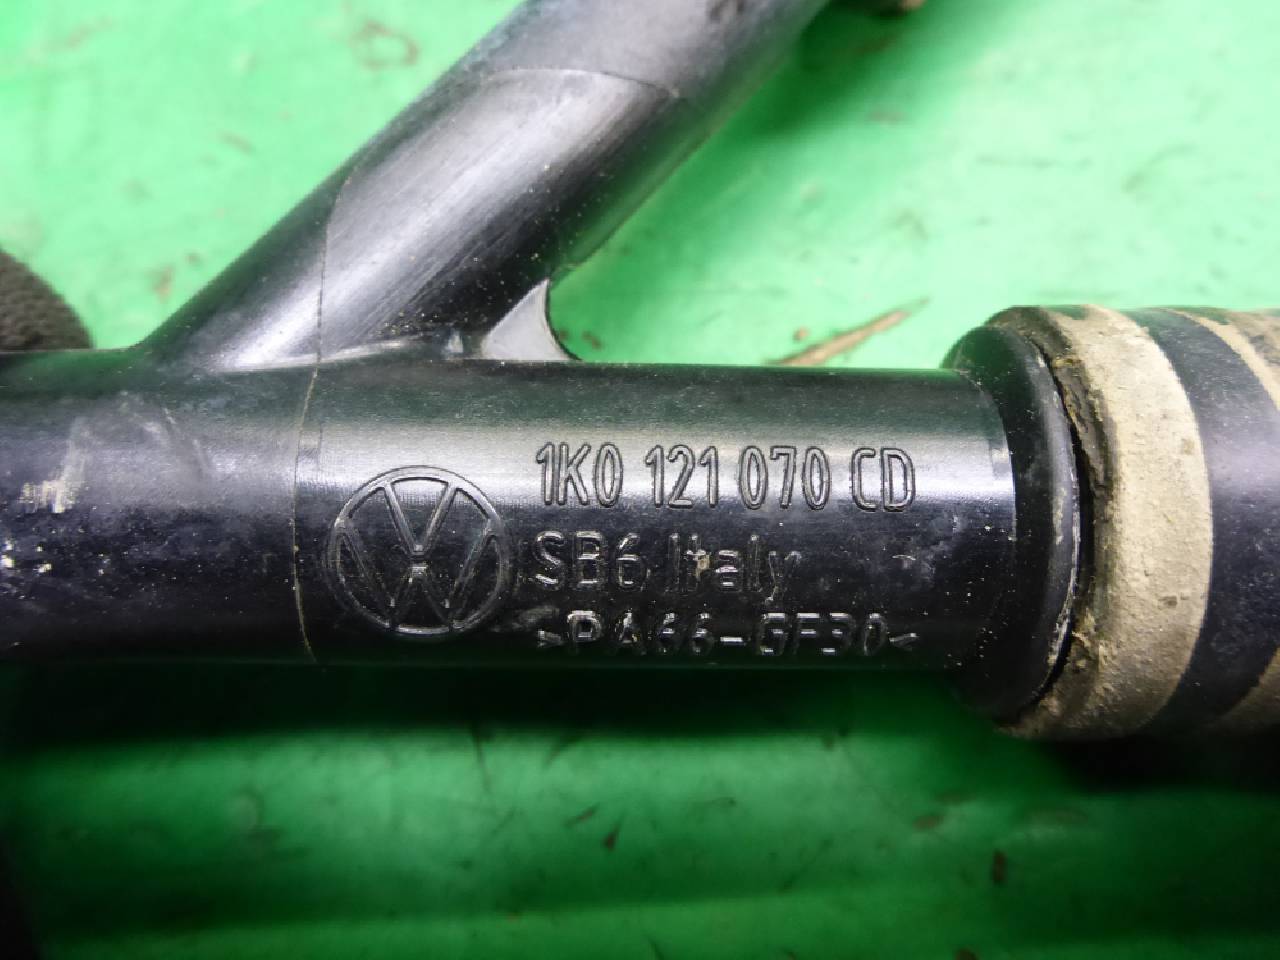 1K0 121 070 CD
SB6 Italy
>PA66-GF30<